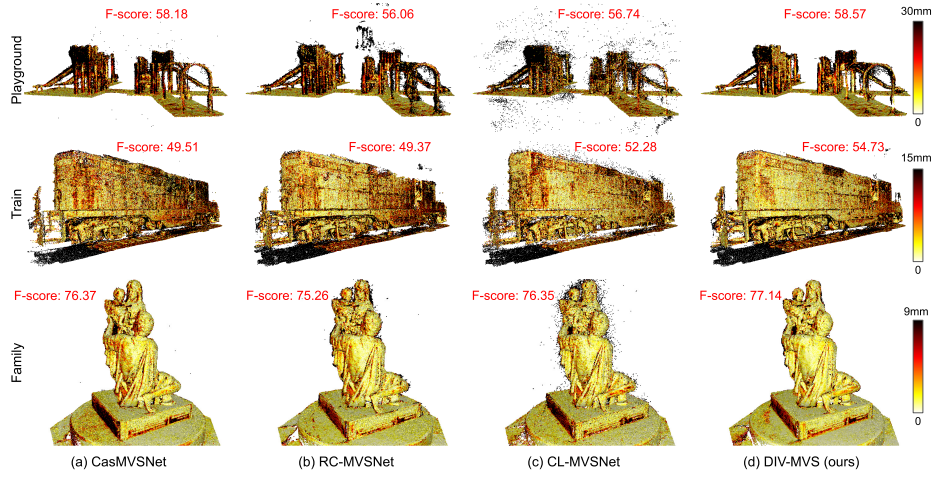 F-score: 58.18
F-score: 56.06
F-score: 56.74
F-score: 58.57
30mm
0
Playground
F-score: 49.51
F-score: 49.37
F-score: 52.28
F-score: 54.73
15mm
0
Train
F-score: 76.37
F-score: 75.26
F-score: 76.35
F-score: 77.14
9mm
0
Family
(a) CasMVSNet
(b) RC-MVSNet
(c) CL-MVSNet
(d) DIV-MVS (ours)